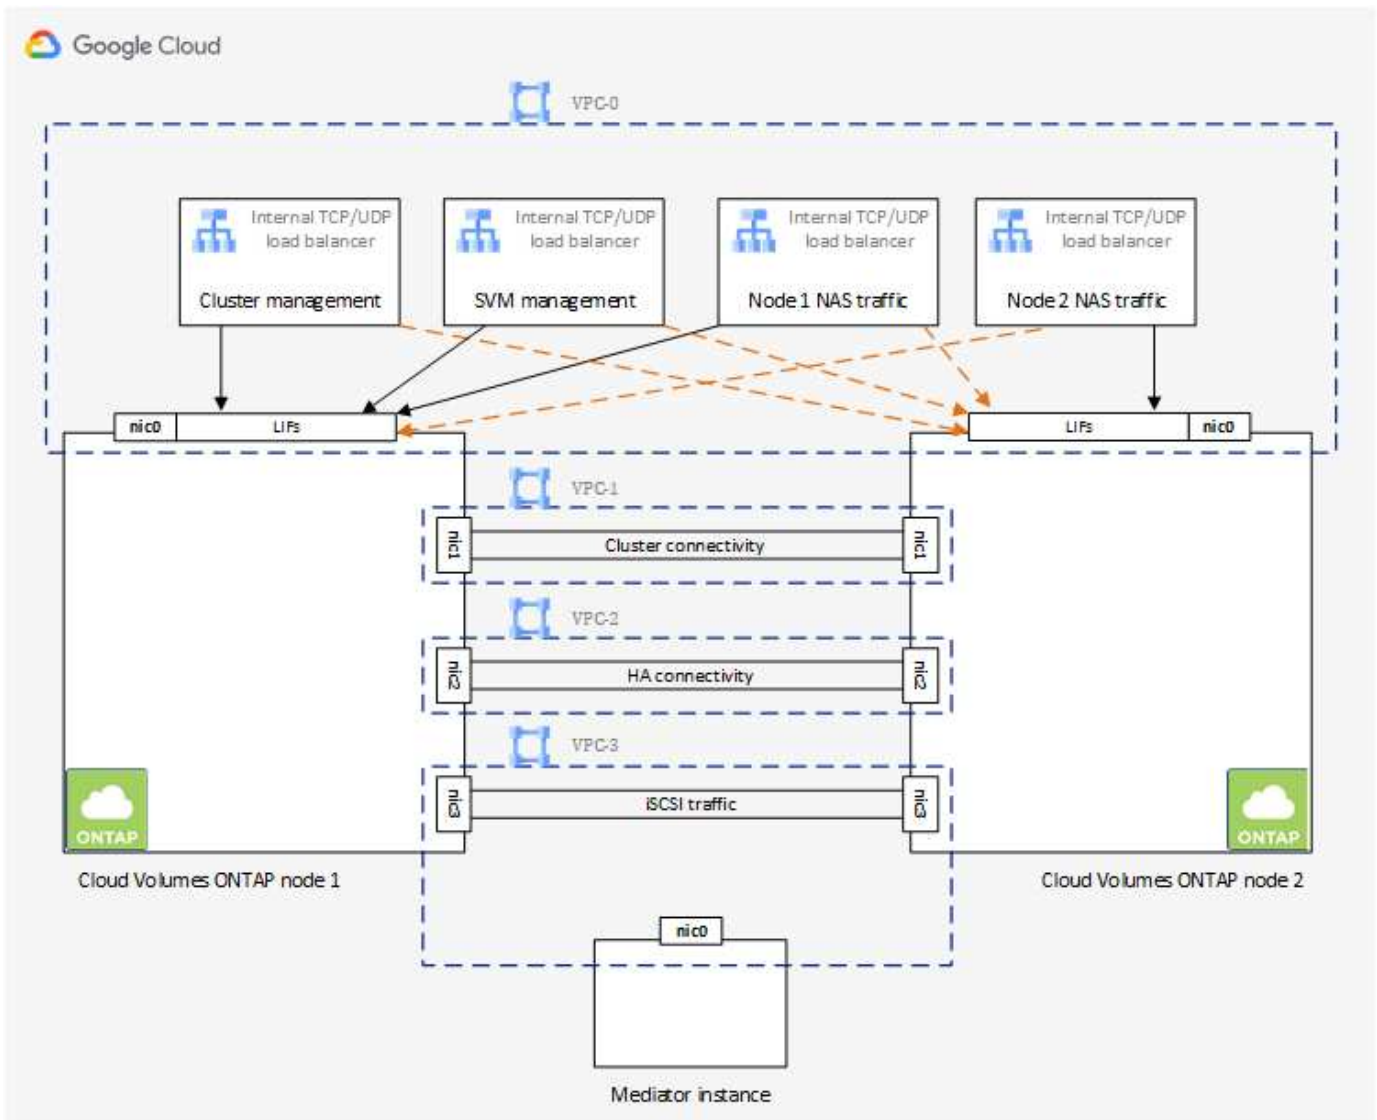 Google Cloud
VPC-0
Internal TCP/UDP
load balancer
Cluster management
Internal TCP/UDP
load balancer
SVM management
Internal TCP/UDP
load balancer
Node 1 NAS traffic
Internal TCP/UDP
load balancer
Node 2 NAS traffic
nic0
LIFs
LIFs
nic0
VPC-1
nic1
Cluster connectivity
nic1
VPC-2
nic2
HA connectivity
nic2
VPC-3
nic3
iSCSI traffic
nic3
ONTAP
ONTAP
Cloud Volumes ONTAP node 1
Cloud Volumes ONTAP node 2
nic0
Mediator instance